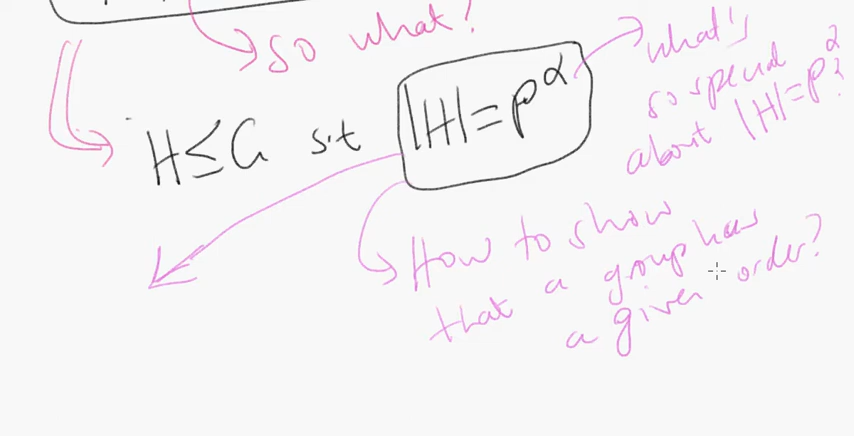 so what?
H≤G s.t |H|=p^α
what's
so special
about |H|=p^α?
How to show
that a group has
a given order?